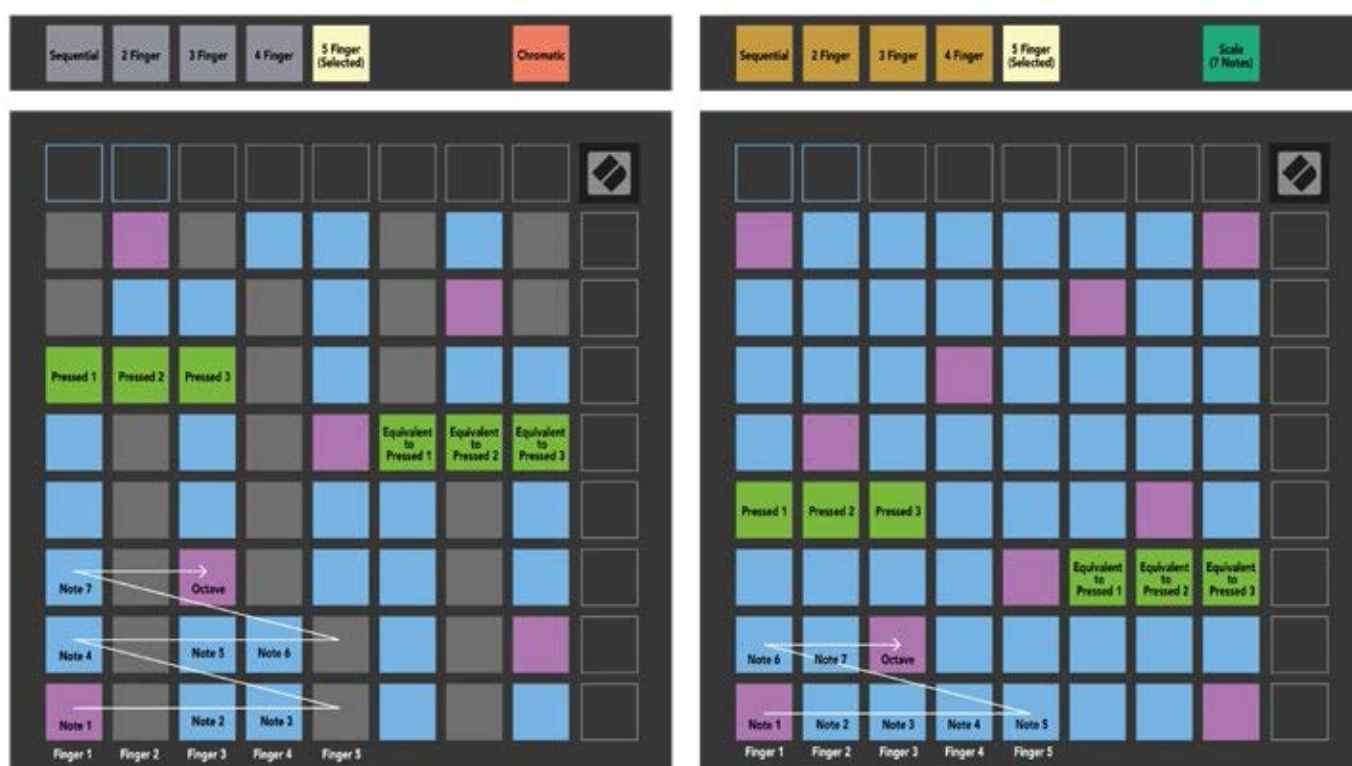 Sequential 2 Finger 3 Finger 4 Finger 5 Finger (Selected) Chromatic
Sequential 2 Finger 3 Finger 4 Finger 5 Finger (Selected) Scale (7 Notes)
Pressed 1 Pressed 2 Pressed 3
Equivalent to Pressed 1 Equivalent to Pressed 2 Equivalent to Pressed 3
Note 7 Octave
Note 4 Note 5 Note 6
Note 1 Note 2 Note 3
Finger 1 Finger 2 Finger 3 Finger 4 Finger 5
Pressed 1 Pressed 2 Pressed 3
Equivalent to Pressed 1 Equivalent to Pressed 2 Equivalent to Pressed 3
Note 6 Note 7 Octave
Note 1 Note 2 Note 3 Note 4 Note 5
Finger 1 Finger 2 Finger 3 Finger 4 Finger 5